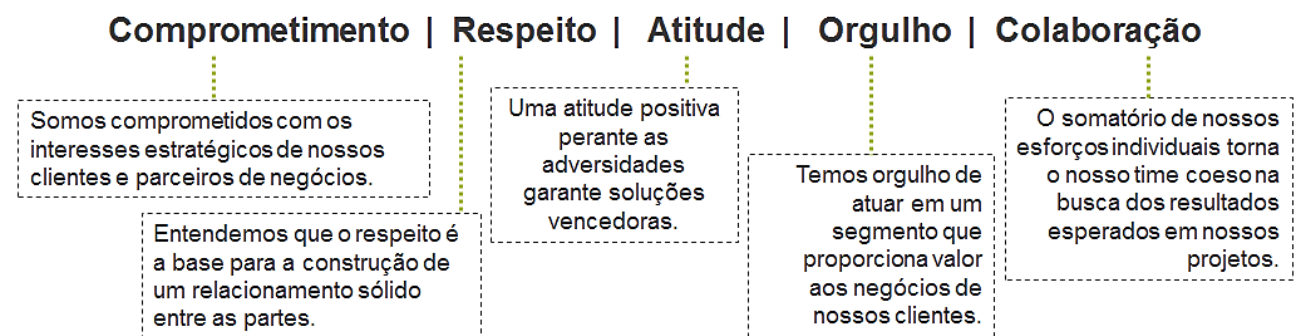 Comprometimento | Respeito | Atitude | Orgulho | Colaboração
Somos comprometidos com os
interesses estratégicos de nossos
clientes e parceiros de negócios.
Entendemos que o respeito é
a base para a construção de
um relacionamento sólido
entre as partes.
Uma atitude positiva
perante as
adversidades
garante soluções
vencedoras.
Temos orgulho de
atuar em um
segmento que
proporciona valor
aos negócios de
nossos clientes.
O somatório de nossos
esforços individuais torna
o nosso time coeso na
busca dos resultados
esperados em nossos
projetos.